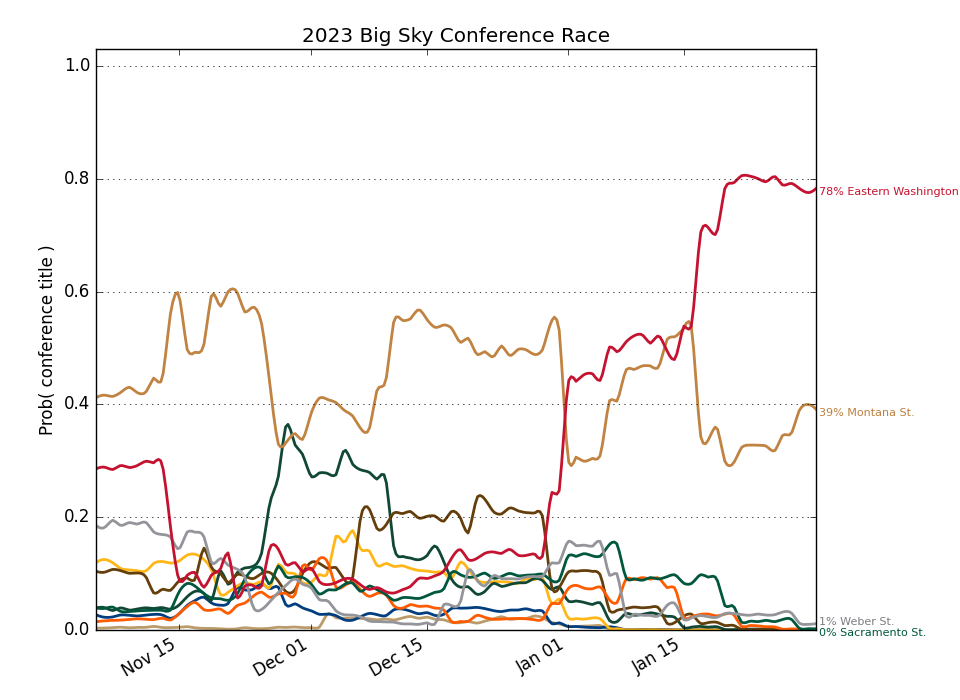 2023 Big Sky Conference Race
Prob( conference title )
1.0
0.8
0.6
0.4
0.2
0.0
Nov 15
Dec 01
Dec 15
Jan 01
Jan 15
78% Eastern Washington
39% Montana St.
1% Weber St.
0% Sacramento St.